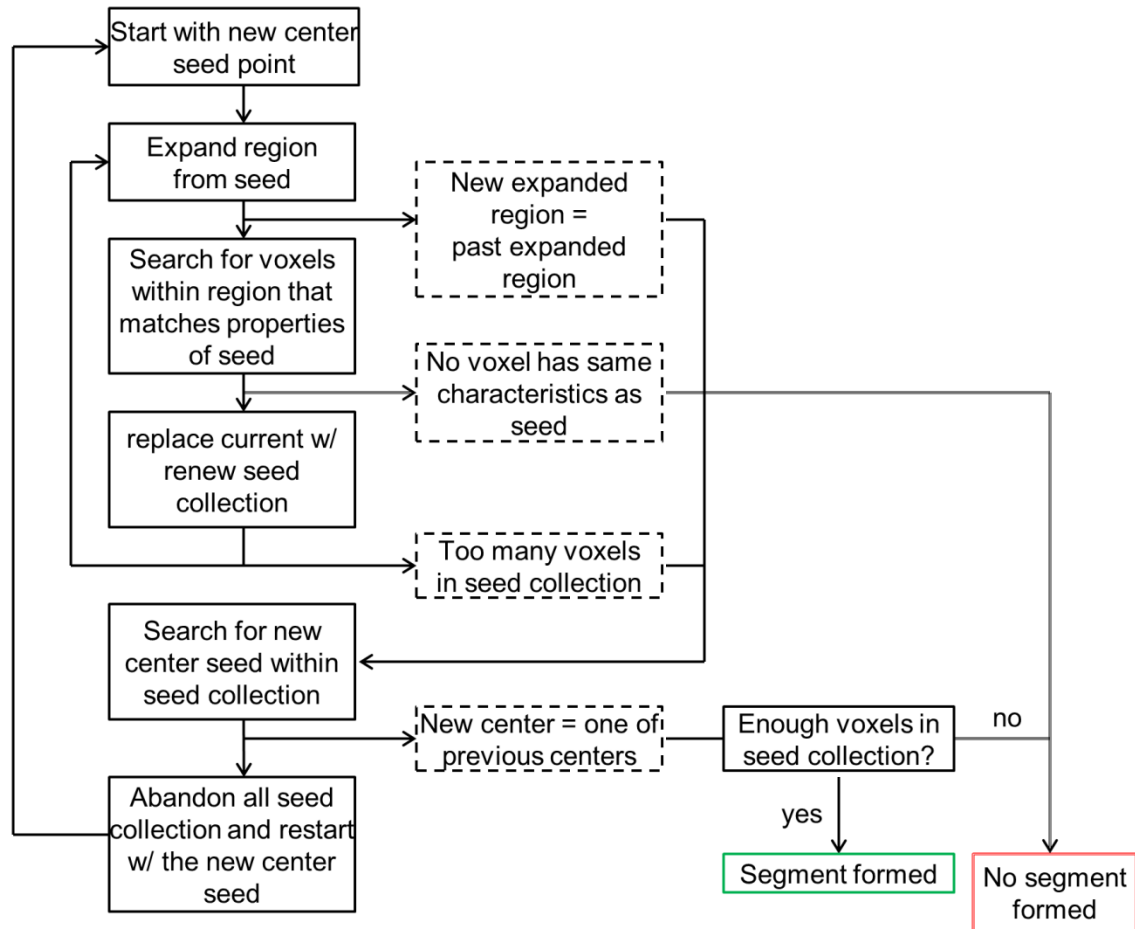 Start with new center
seed point
Expand region
from seed
New expanded
region =
past expanded
region
Search for voxels
within region that
matches properties
of seed
No voxel has same
characteristics as
seed
replace current w/
renew seed
collection
Too many voxels
in seed collection
Search for new
center seed within
seed collection
New center = one of
previous centers
Enough voxels in
seed collection?
no
yes
Abandon all seed
collection and restart
w/ the new center
seed
Segment formed
No segment
formed